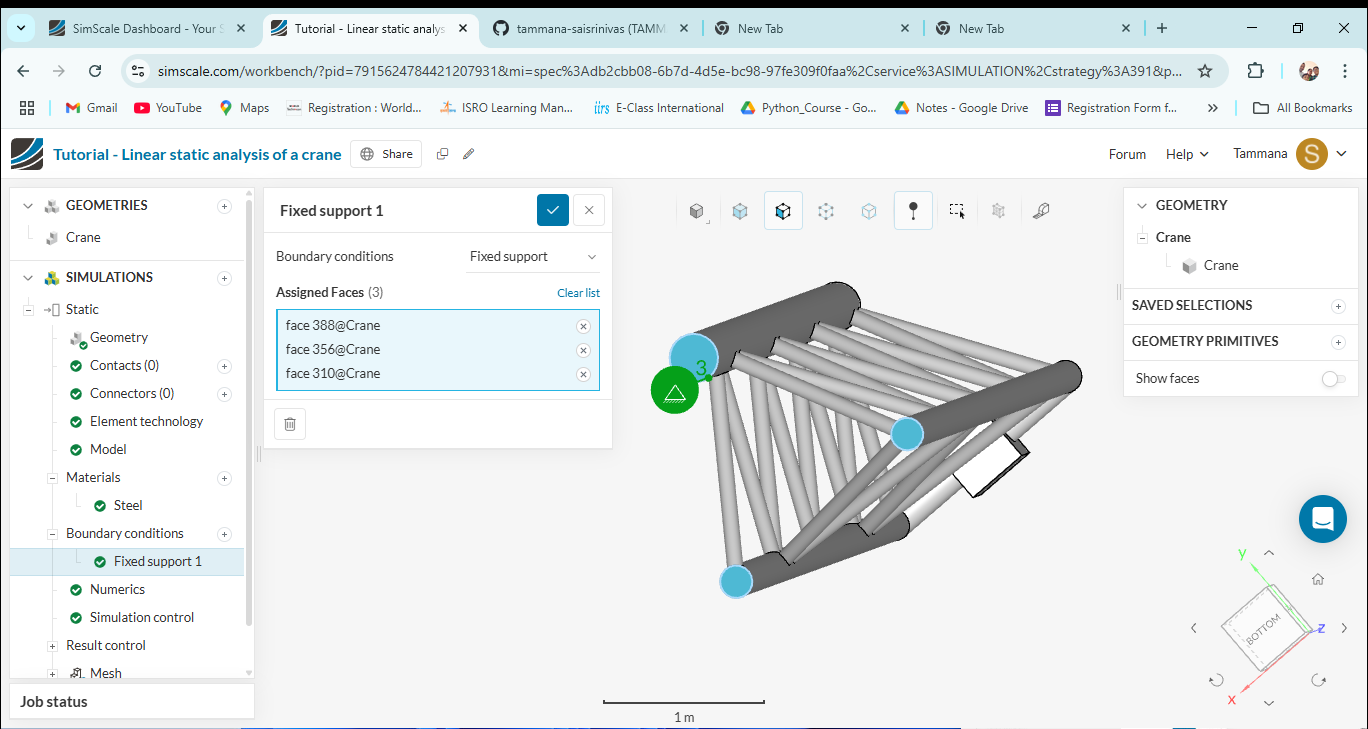 SimScale Dashboard - Your S
Tutorial - Linear static analys
tammana-saisrinivas (TAMM
New Tab
New Tab
simscale.com/workbench/?pid=7915624784421207931&mi=spec%3Adb2cbb08-6b7d-4d5e-bc98-97fe309f0faa%2Cservice%3ASIMULATION%2Cstrategy%3A391&p...
Gmail
YouTube
Maps
Registration : World...
ISRO Learning Man...
iirs E-Class International
Python_Course - Go...
Notes - Google Drive
Registration Form f...
All Bookmarks
Tutorial - Linear static analysis of a crane
Share
Forum
Help
Tammana
S
GEOMETRIES
Crane
SIMULATIONS
Static
Geometry
Contacts (0)
Connectors (0)
Element technology
Model
Materials
Steel
Boundary conditions
Fixed support 1
Numerics
Simulation control
Result control
Mesh
Job status
Fixed support 1
Boundary conditions
Fixed support
Assigned Faces (3)
Clear list
face 388@Crane
face 356@Crane
face 310@Crane
3
1 m
GEOMETRY
Crane
Crane
SAVED SELECTIONS
GEOMETRY PRIMITIVES
Show faces
y
BOTTOM
z
x